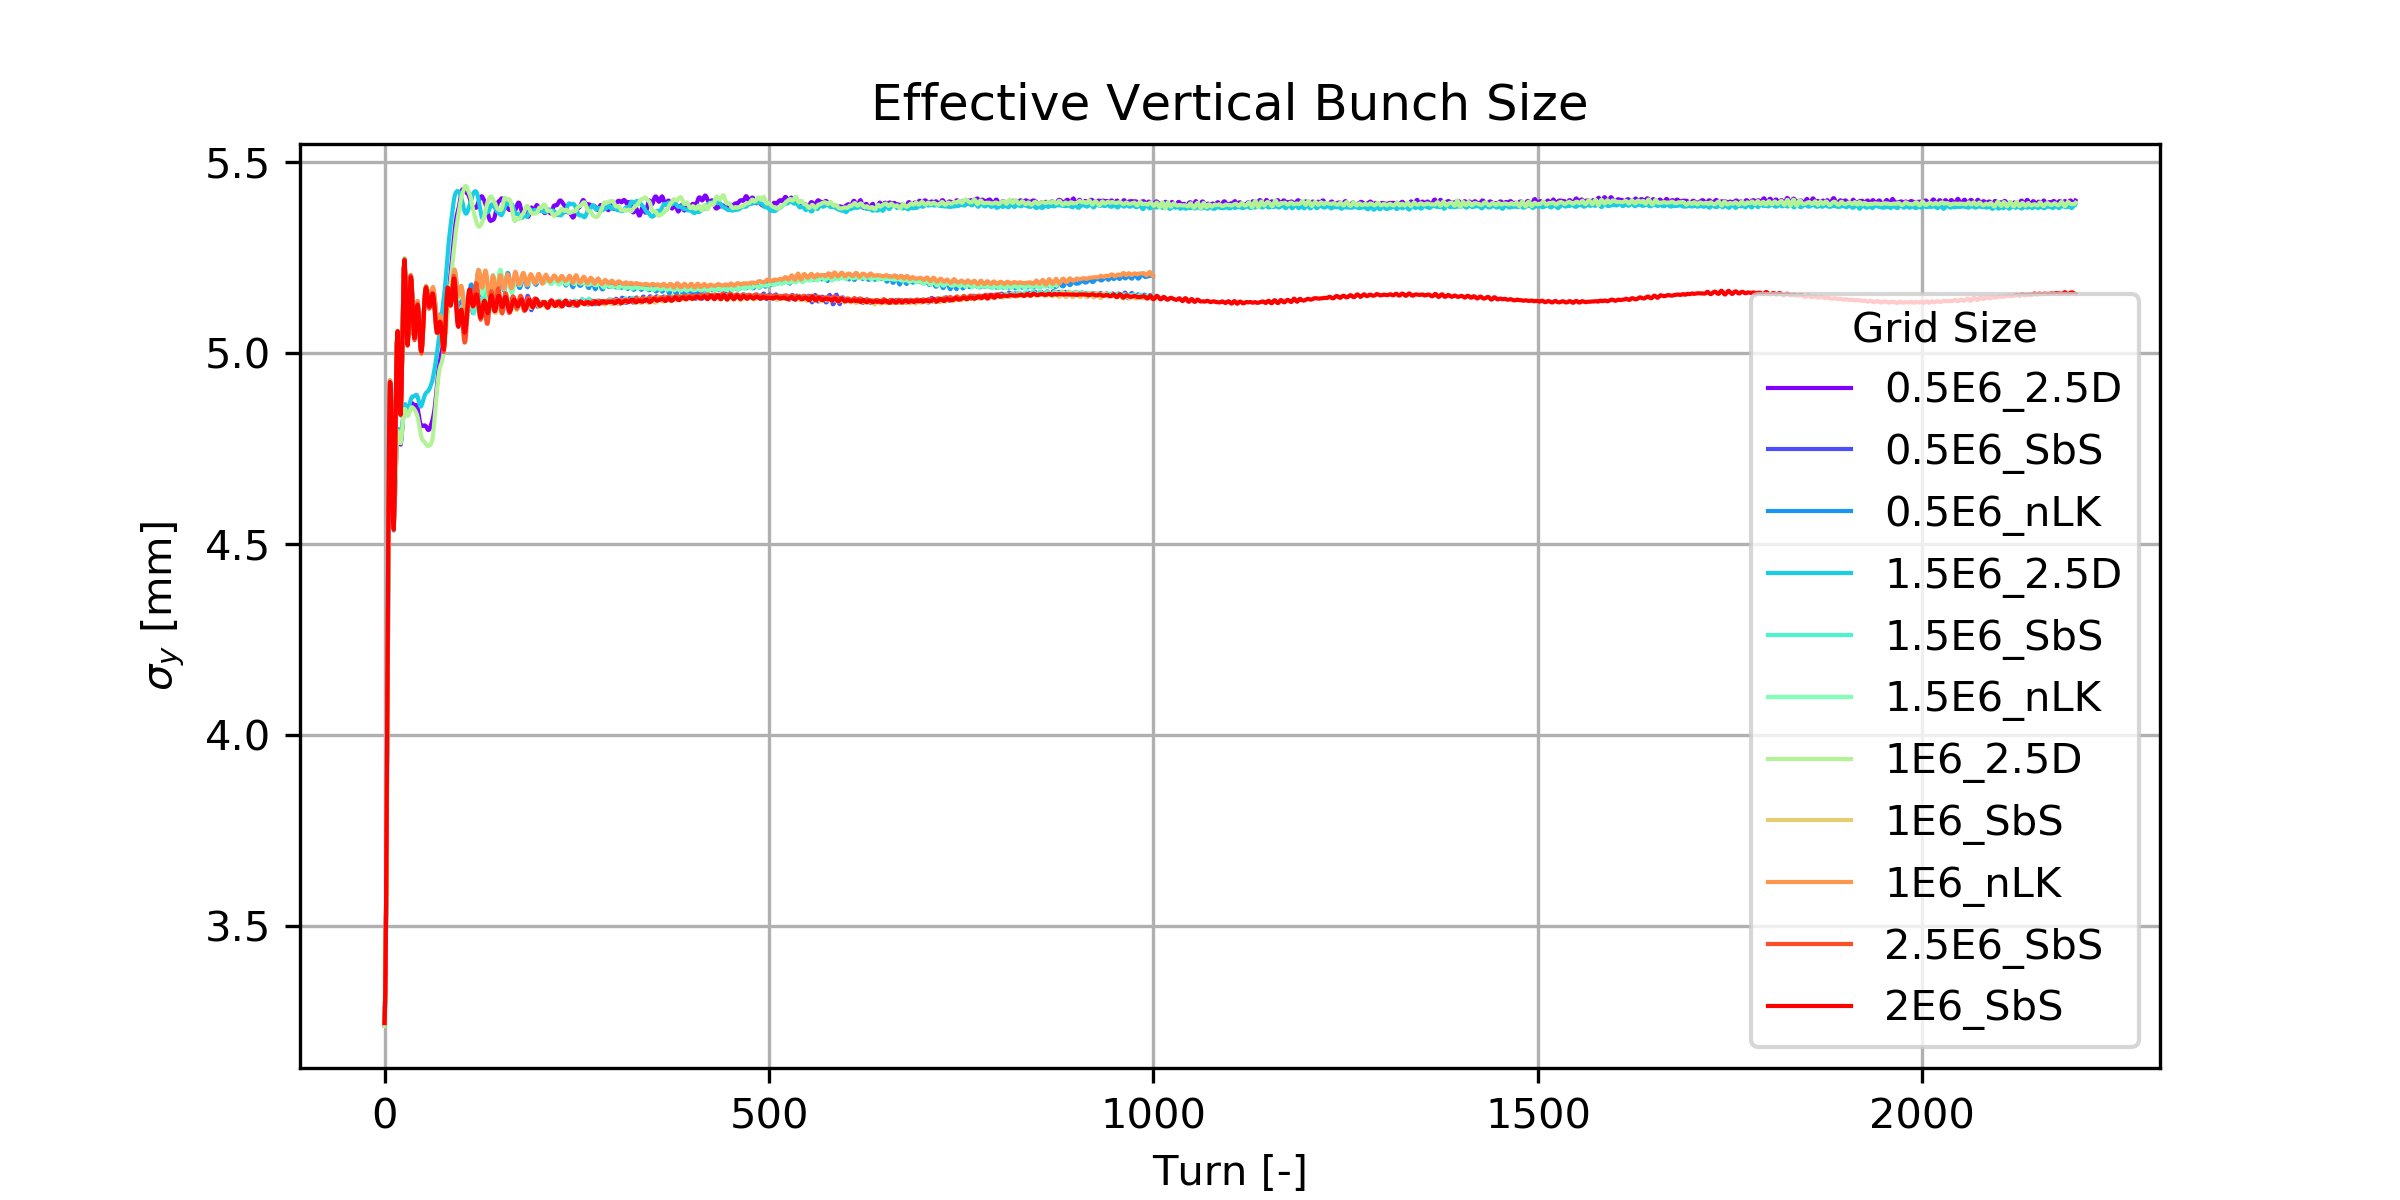 Effective Vertical Bunch Size
5.5
5.0
4.5
4.0
3.5
σy [mm]
0
500
1000
1500
2000
Turn [-]
Grid Size
0.5E6_2.5D
0.5E6_SbS
0.5E6_nLK
1.5E6_2.5D
1.5E6_SbS
1.5E6_nLK
1E6_2.5D
1E6_SbS
1E6_nLK
2.5E6_SbS
2E6_SbS